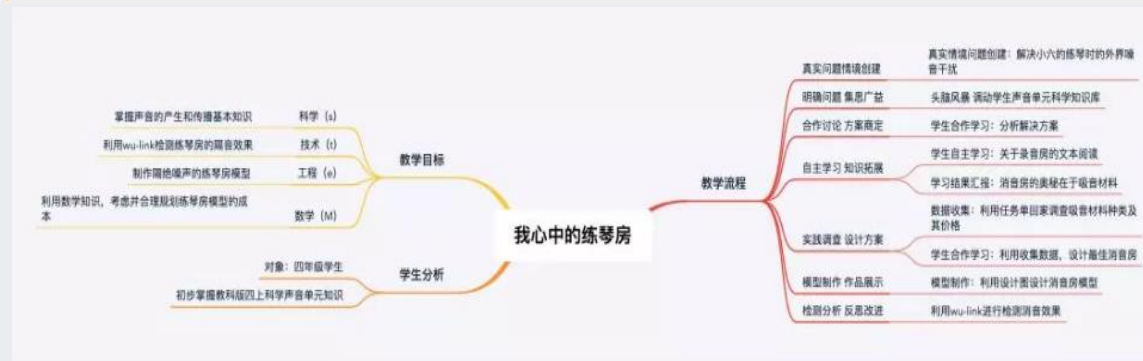 我心中的练琴房
教学目标
科学（s）
掌握声音的产生和传播基本知识
技术（t）
利用wu-link检测练琴房的隔音效果
工程（e）
制作隔绝噪声的练琴房模型
数学（M）
利用数学知识，考虑并合理规划练琴房模型的成
本
学生分析
对象：四年级学生
初步掌握教科版四上科学声音单元知识
教学流程
真实问题情境创建
真实情境问题创建：解决小六的练琴时的外界噪
音干扰
明确问题 集思广益
头脑风暴 调动学生声音单元科学知识库
合作讨论 方案商定
学生合作学习：分析解决方案
自主学习 知识拓展
学生自主学习：关于录音房的文本阅读
学习结果汇报：消音房的奥秘在于吸音材料
实践调查 设计方案
数据收集：利用任务单回家调查吸音材料种类及
其价格
学生合作学习：利用收集数据，设计最佳消音房
模型制作 作品展示
模型制作：利用设计图设计消音房模型
检测分析 反思改进
利用wu-link进行检测消音效果